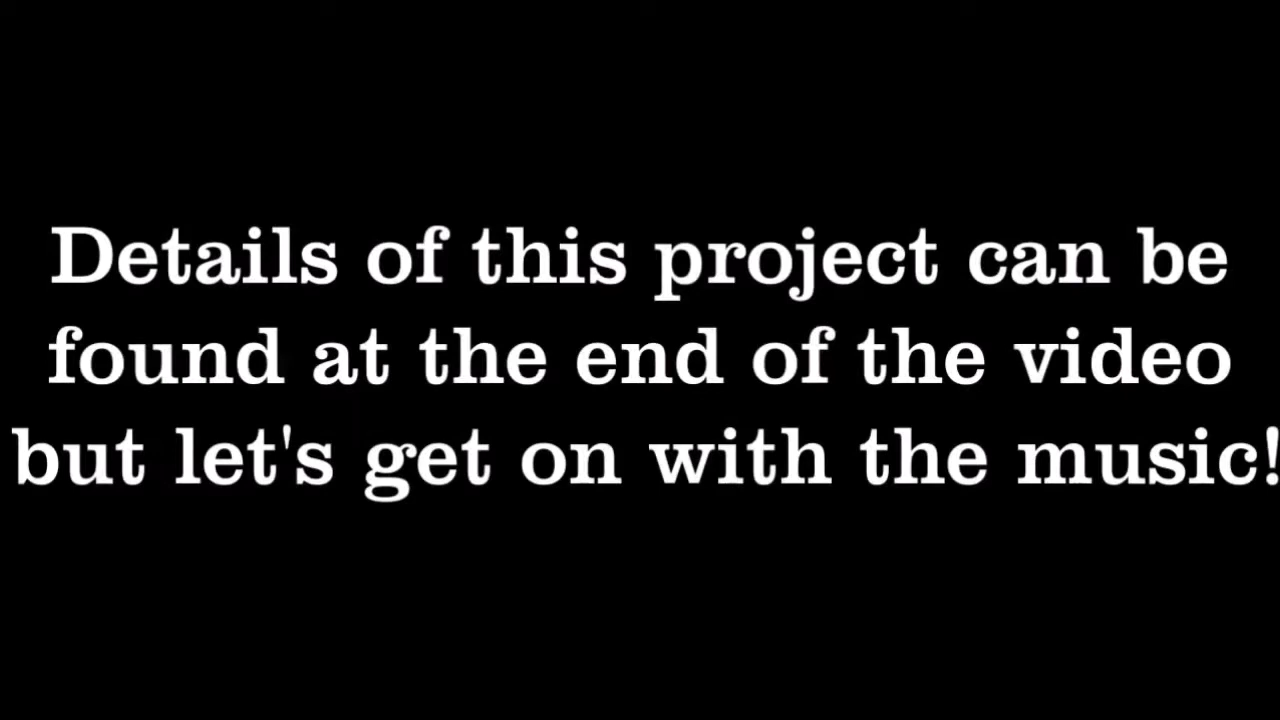 Details of this project can be
found at the end of the video
but let's get on with the music!